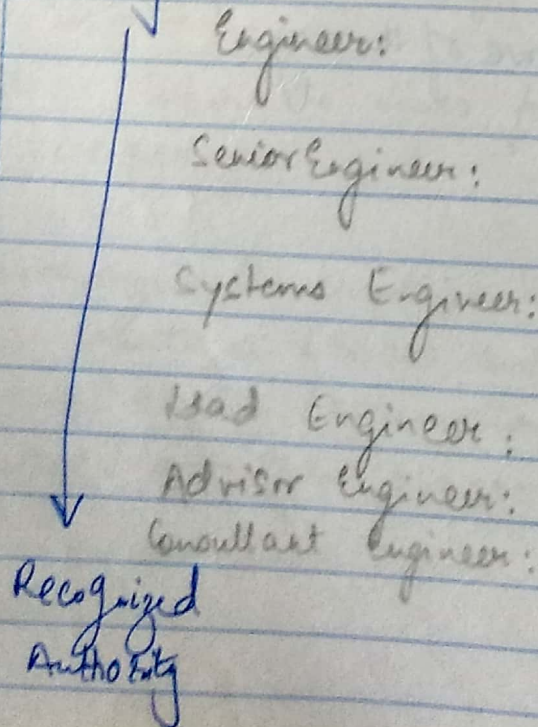 Engineer:
Senior Engineer:
Systems Engineer:
Lead Engineer:
Advisor Engineer:
Consultant Engineer:
Recognized
Authority